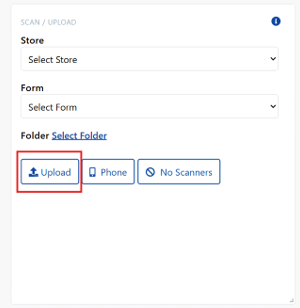 SCAN / UPLOAD
Store
Select Store
Form
Select Form
Folder Select Folder
Upload Phone No Scanners